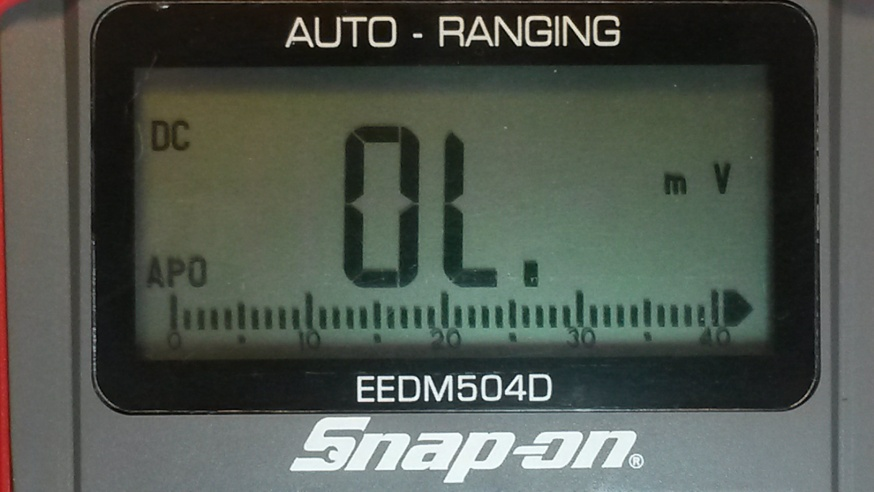 AUTO - RANGING
DC
0L.
m V
APO
0 10 20 30 40
EEDM504D
Snap-on®